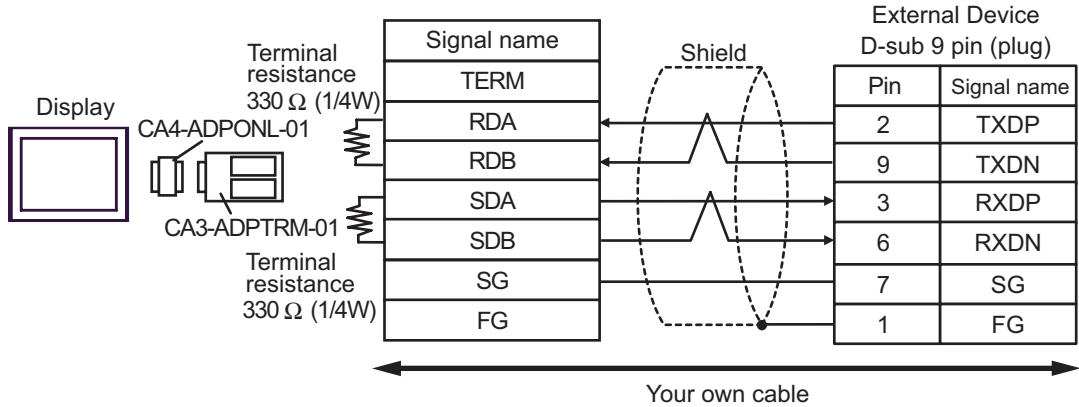 External Device
D-sub 9 pin (plug)
Display
CA4-ADPONL-01
CA3-ADPTRM-01
Terminal
resistance
330 Ω (1/4W)
Terminal
resistance
330 Ω (1/4W)
Signal name
TERM
RDA
RDB
SDA
SDB
SG
FG
Shield
Pin Signal name
2 TXDP
9 TXDN
3 RXDP
6 RXDN
7 SG
1 FG
Your own cable